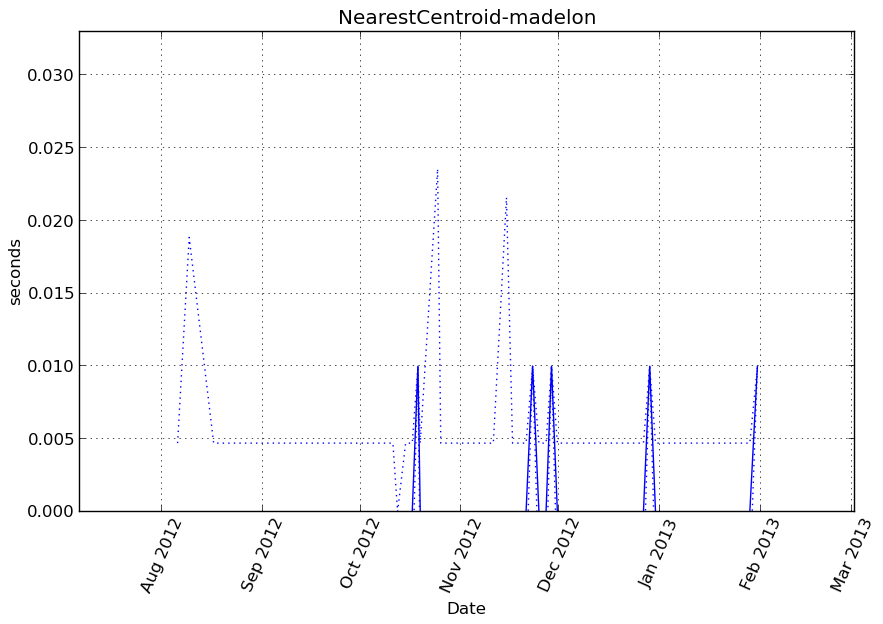 NearestCentroid-madelon
0.030
0.025
0.020
0.015
0.010
0.005
0.000
seconds
Aug 2012
Sep 2012
Oct 2012
Nov 2012
Dec 2012
Jan 2013
Feb 2013
Mar 2013
Date